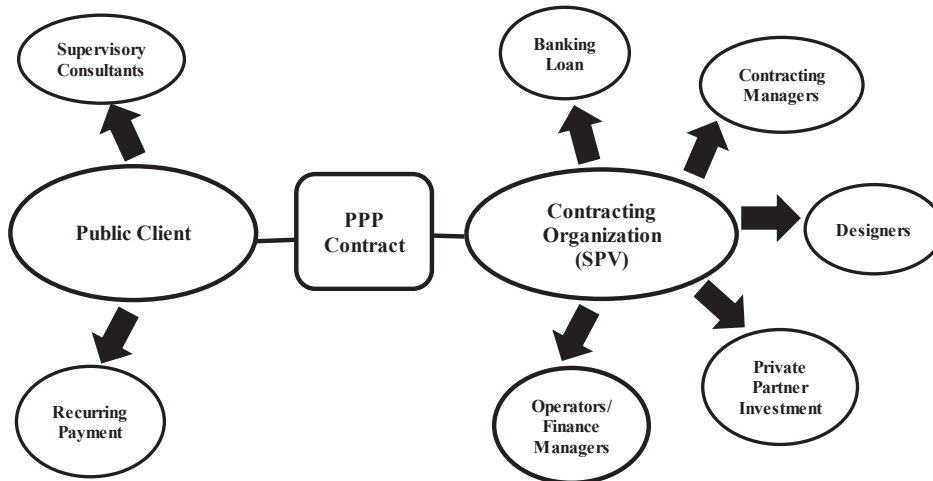 Supervisory
Consultants
Banking
Loan
Contracting
Managers
Public Client
PPP
Contract
Contracting
Organization
(SPV)
Designers
Recurring
Payment
Operators/
Finance
Managers
Private
Partner
Investment